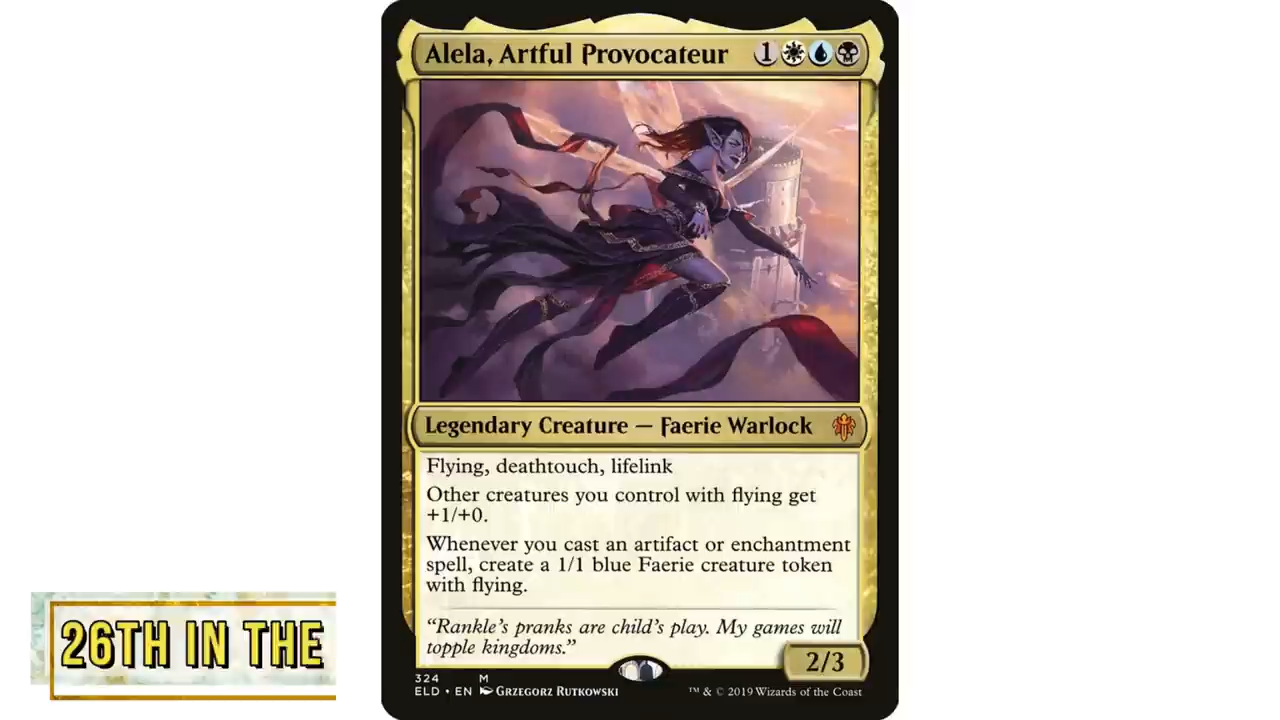 Alela, Artful Provocateur 1
Legendary Creature — Faerie Warlock
Flying, deathtouch, lifelink
Other creatures you control with flying get
+1/+0.
Whenever you cast an artifact or enchantment
spell, create a 1/1 blue Faerie creature token
with flying.
“Rankle’s pranks are child’s play. My games will
topple kingdoms.”
2/3
324 M
ELD • EN Grzegorz Rutkowski
™ & © 2019 Wizards of the Coast
26TH IN THE